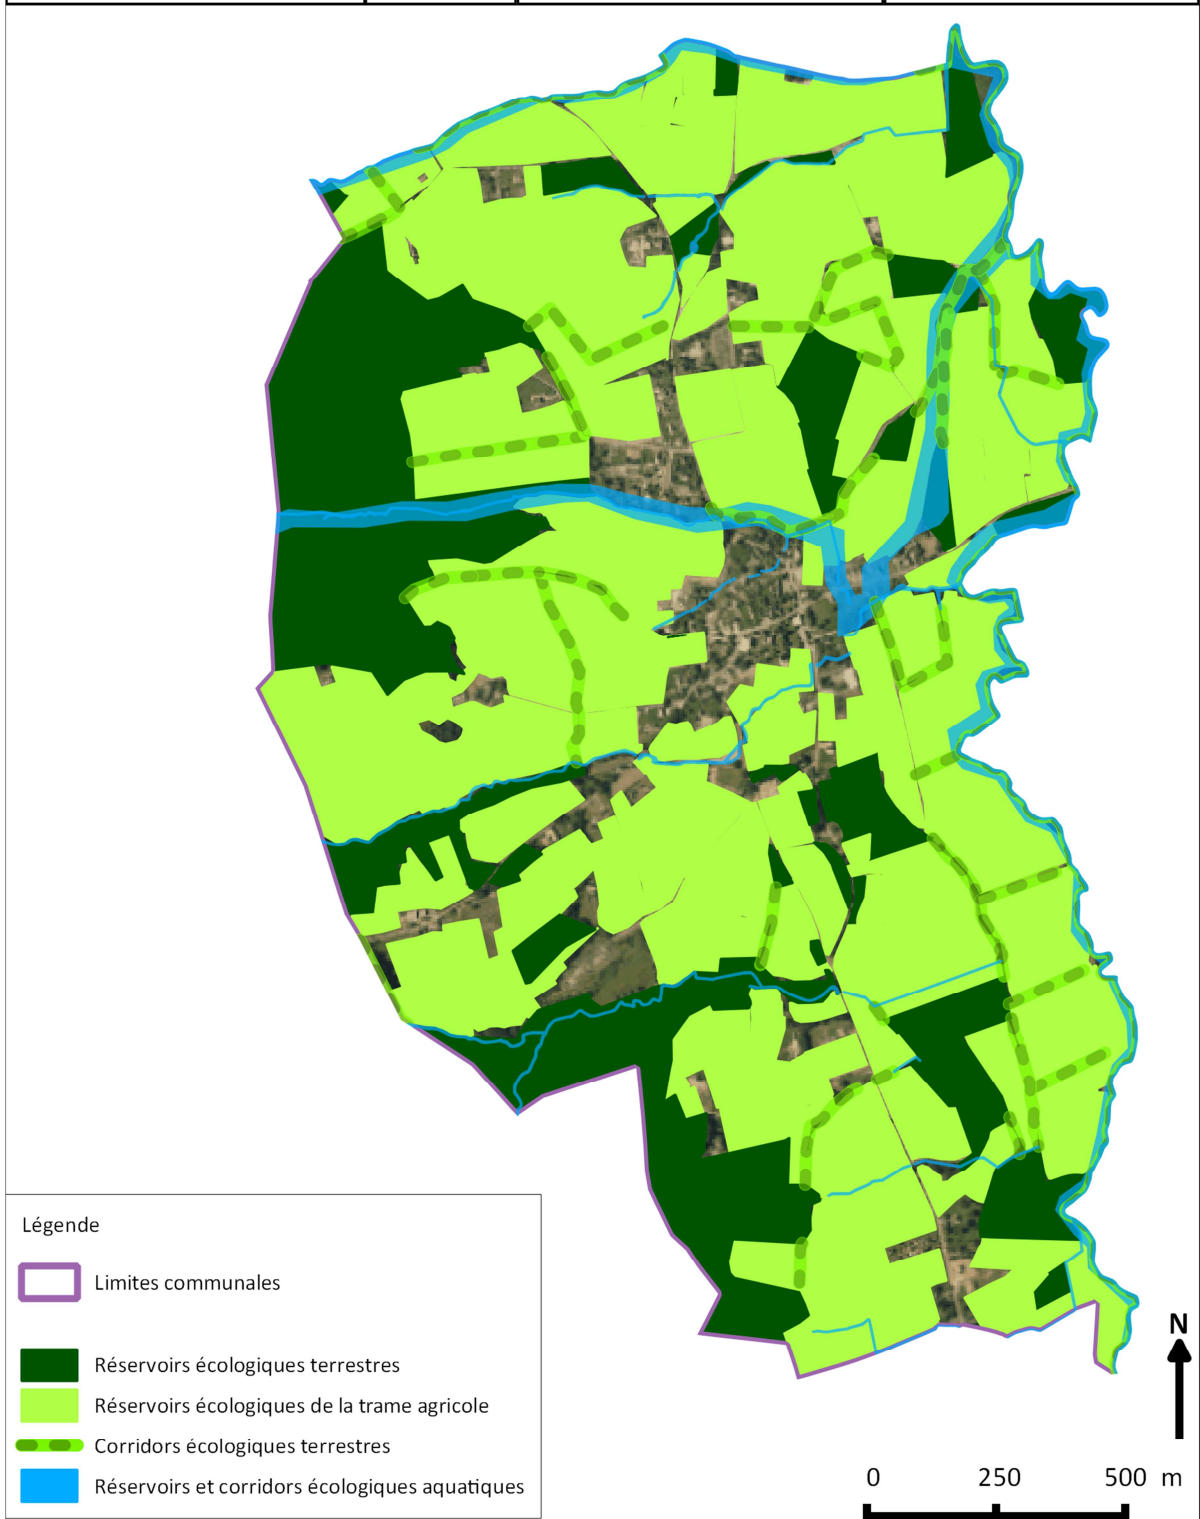 Légende
Limites communales
Réservoirs écologiques terrestres
Réservoirs écologiques de la trame agricole
Corridors écologiques terrestres
Réservoirs et corridors écologiques aquatiques
N
0 250 500 m